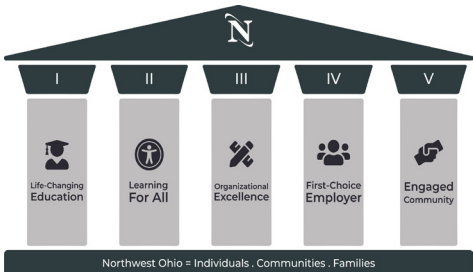 N
I
II
III
IV
V
Life-Changing
Education
Learning
For All
Organizational
Excellence
First-Choice
Employer
Engaged
Community
Northwest Ohio = Individuals . Communities . Families